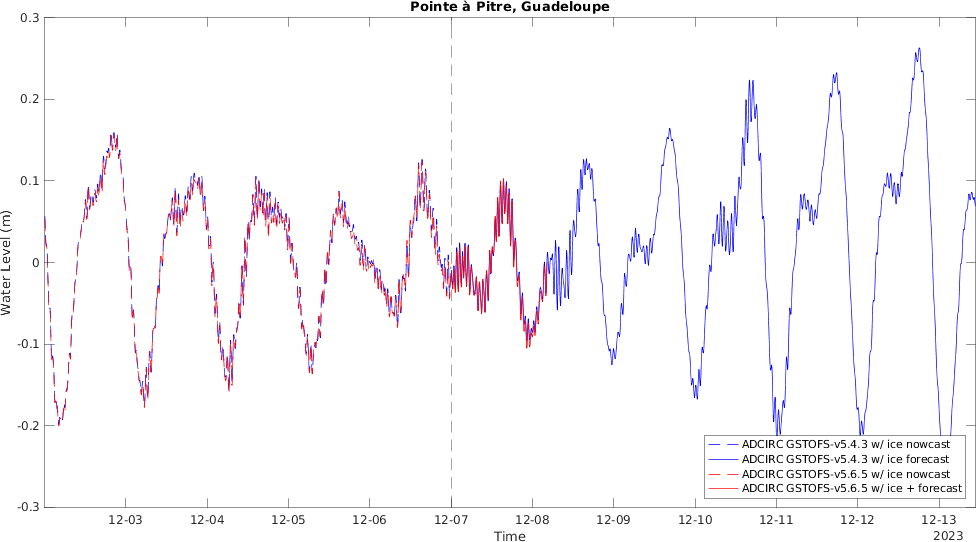 Pointe à Pitre, Guadeloupe
0.3
0.2
0.1
0
-0.1
-0.2
-0.3
Water Level (m)
ADCIRC GSTOFS-v5.4.3 w/ ice nowcast
ADCIRC GSTOFS-v5.4.3 w/ ice forecast
ADCIRC GSTOFS-v5.6.5 w/ ice nowcast
ADCIRC GSTOFS-v5.6.5 w/ ice + forecast
12-03 12-04 12-05 12-06 12-07 12-08 12-09 12-10 12-11 12-12 12-13
2023
Time